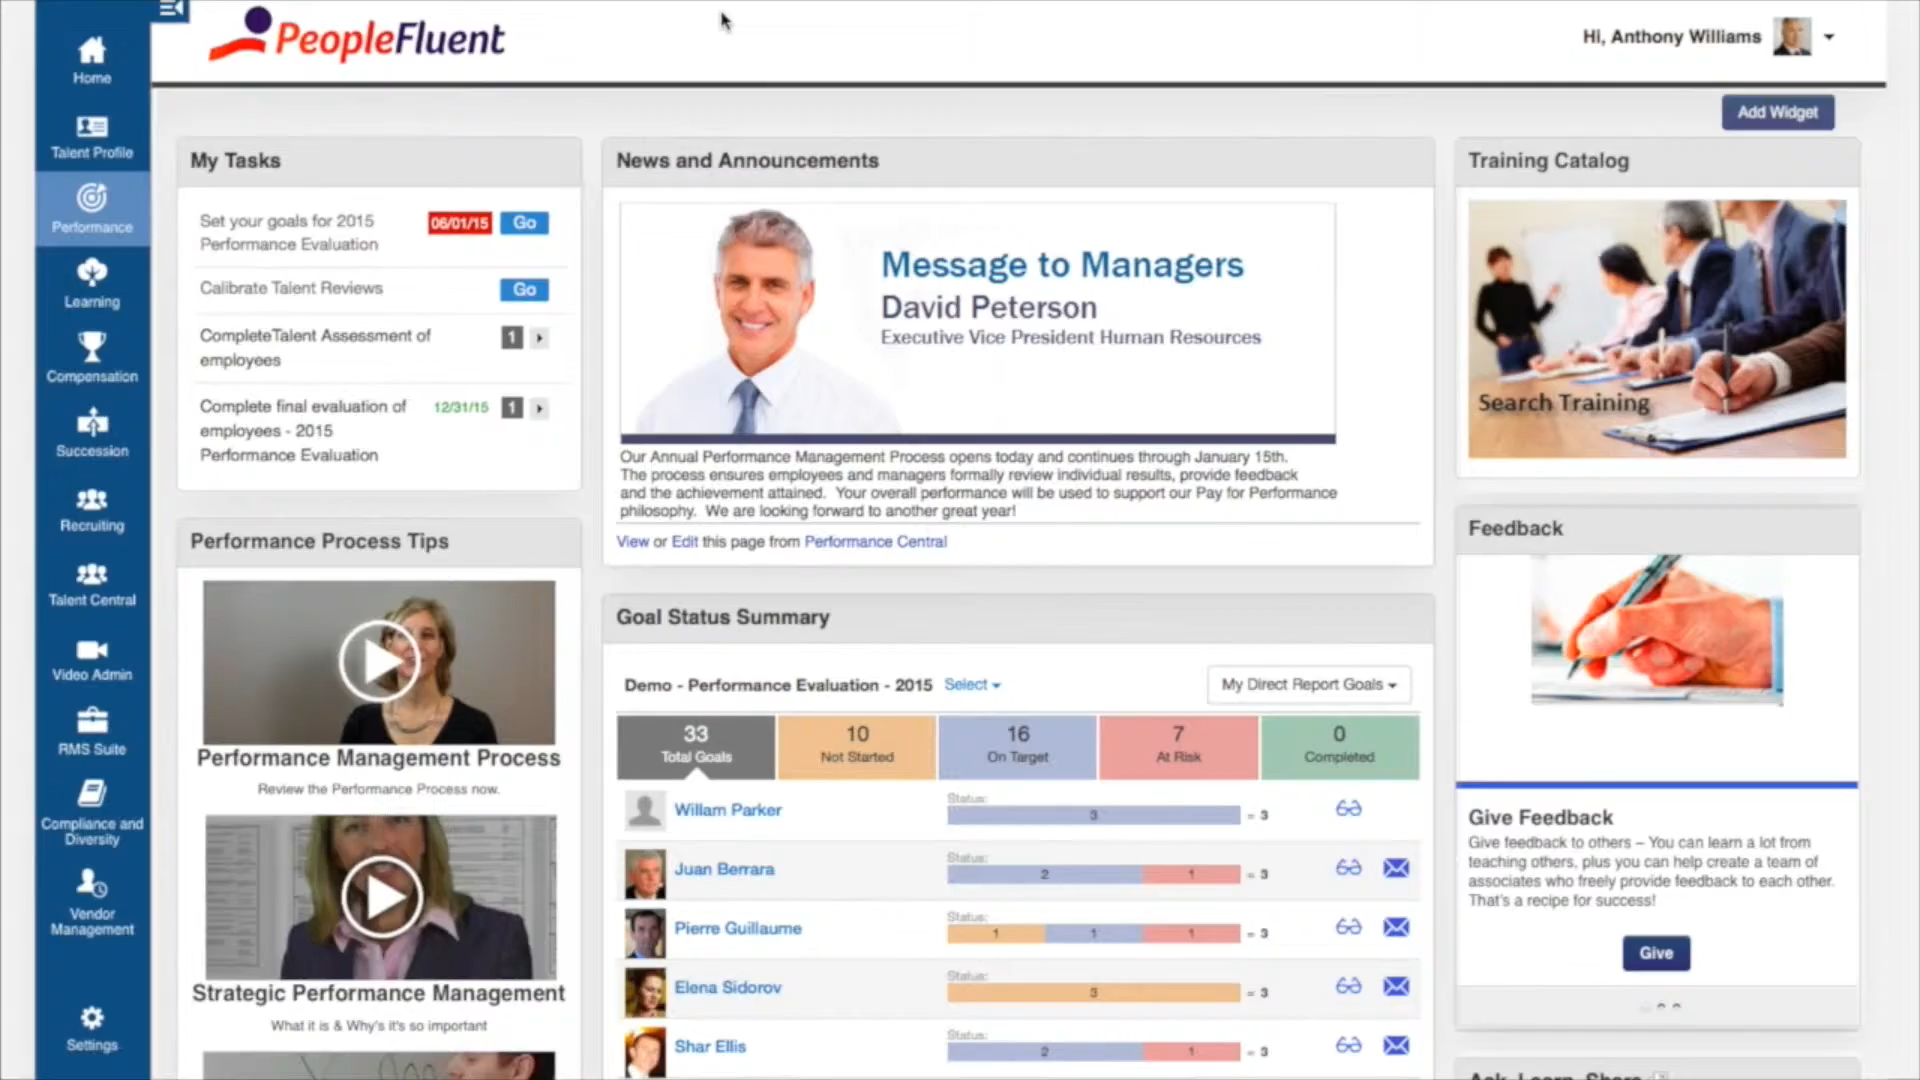 PeopleFluent
Hi, Anthony Williams
Home
Talent Profile
Performance
Learning
Compensation
Succession
Recruiting
Talent Central
Video Admin
RMS Suite
Compliance and
Diversity
Vendor
Management
Settings
Add Widget
My Tasks
Set your goals for 2015
Performance Evaluation
06/01/15
Go
Calibrate Talent Reviews
Go
CompleteTalent Assessment of
employees
1
Complete final evaluation of
employees - 2015
Performance Evaluation
12/31/15
1
Performance Process Tips
Performance Management Process
Review the Performance Process now.
Strategic Performance Management
What it is & Why's it's so important
News and Announcements
Message to Managers
David Peterson
Executive Vice President Human Resources
Our Annual Performance Management Process opens today and continues through January 15th.
The process ensures employees and managers formally review individual results, provide feedback
and the achievement attained. Your overall performance will be used to support our Pay for Performance
philosophy. We are looking forward to another great year!
View or Edit this page from Performance Central
Goal Status Summary
Demo - Performance Evaluation - 2015 Select
My Direct Report Goals
33 10 16 7 0
Total Goals Not Started On Target At Risk Completed
Willam Parker
Status:
3 = 3
Juan Berrara
Status:
2 1 = 3
Pierre Guillaume
Status:
1 1 1 = 3
Elena Sidorov
Status:
3 = 3
Shar Ellis
Status:
2 1 = 3
Training Catalog
Search Training
Feedback
Give Feedback
Give feedback to others – You can learn a lot from
teaching others, plus you can help create a team of
associates who freely provide feedback to each other.
That's a recipe for success!
Give